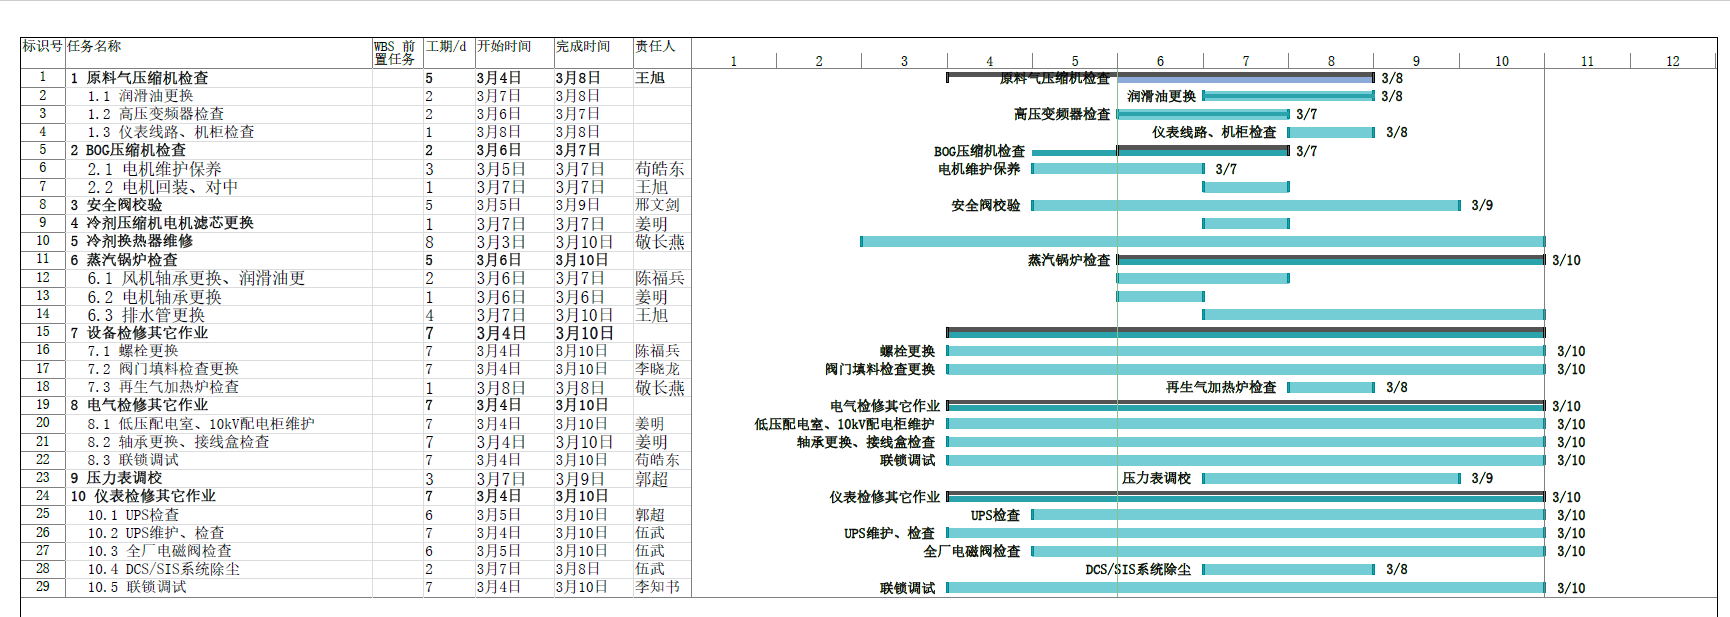 标识号 任务名称 WBS 前置任务 工期/d 开始时间 完成时间 责任人 1 2 3 4 5 6 7 8 9 10 11 12
1 1 原料气压缩机检查 5 3月4日 3月8日 王旭 原料气压缩机检查 3/8
2 1.1 润滑油更换 2 3月7日 3月8日 润滑油更换 3/8
3 1.2 高压变频器检查 2 3月6日 3月7日 高压变频器检查 3/7
4 1.3 仪表线路、机柜检查 1 3月8日 3月8日 仪表线路、机柜检查 3/8
5 2 BOG压缩机检查 2 3月6日 3月7日 BOG压缩机检查 3/7
6 2.1 电机维护保养 3 3月5日 3月7日 苟皓东 电机维护保养 3/7
7 2.2 电机回装、对中 1 3月7日 3月7日 王旭
8 3 安全阀校验 5 3月5日 3月9日 邢文剑 安全阀校验 3/9
9 4 冷剂压缩机电机滤芯更换 1 3月7日 3月7日 姜明
10 5 冷剂换热器维修 8 3月3日 3月10日 敬长燕
11 6 蒸汽锅炉检查 5 3月6日 3月10日 蒸汽锅炉检查 3/10
12 6.1 风机轴承更换、润滑油更 2 3月6日 3月7日 陈福兵
13 6.2 电机轴承更换 1 3月6日 3月6日 姜明
14 6.3 排水管更换 4 3月7日 3月10日 王旭
15 7 设备检修其它作业 7 3月4日 3月10日
16 7.1 螺栓更换 7 3月4日 3月10日 陈福兵 螺栓更换 3/10
17 7.2 阀门填料检查更换 7 3月4日 3月10日 李晓龙 阀门填料检查更换 3/10
18 7.3 再生气加热炉检查 1 3月8日 3月8日 敬长燕 再生气加热炉检查 3/8
19 8 电气检修其它作业 7 3月4日 3月10日 电气检修其它作业 3/10
20 8.1 低压配电室、10kV配电柜维护 7 3月4日 3月10日 姜明 低压配电室、10kV配电柜维护 3/10
21 8.2 轴承更换、接线盒检查 7 3月4日 3月10日 姜明 轴承更换、接线盒检查 3/10
22 8.3 联锁调试 7 3月4日 3月10日 苟皓东 联锁调试 3/10
23 9 压力表调校 3 3月7日 3月9日 郭超 压力表调校 3/9
24 10 仪表检修其它作业 7 3月4日 3月10日 仪表检修其它作业 3/10
25 10.1 UPS检查 6 3月5日 3月10日 郭超 UPS检查 3/10
26 10.2 UPS维护、检查 7 3月4日 3月10日 伍武 UPS维护、检查 3/10
27 10.3 全厂电磁阀检查 6 3月5日 3月10日 伍武 全厂电磁阀检查 3/10
28 10.4 DCS/SIS系统除尘 2 3月7日 3月8日 伍武 DCS/SIS系统除尘 3/8
29 10.5 联锁调试 7 3月4日 3月10日 李知书 联锁调试 3/10